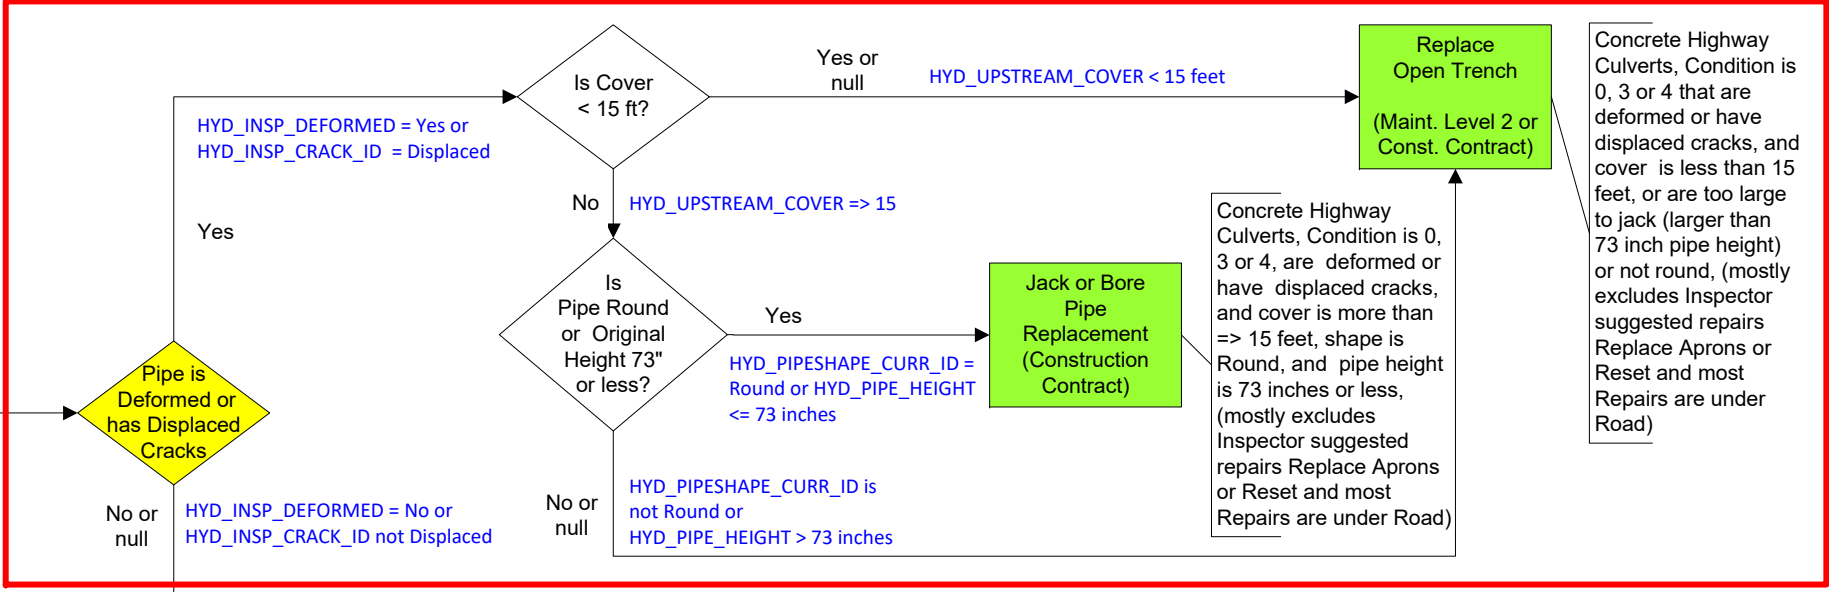 Pipe is
Deformed or
has Displaced
Cracks
Yes
HYD_INSP_DEFORMED = Yes or
HYD_INSP_CRACK_ID  = Displaced
No or
null
HYD_INSP_DEFORMED = No or
HYD_INSP_CRACK_ID not Displaced
Is Cover
< 15 ft?
Yes or
null
HYD_UPSTREAM_COVER < 15 feet
No
HYD_UPSTREAM_COVER => 15
Is
Pipe Round
or  Original
Height 73"
or less?
Yes
HYD_PIPESHAPE_CURR_ID =
Round or HYD_PIPE_HEIGHT
<= 73 inches
No or
null
HYD_PIPESHAPE_CURR_ID is
not Round or
HYD_PIPE_HEIGHT > 73 inches
Jack or Bore
Pipe
Replacement
(Construction
Contract)
Concrete Highway
Culverts, Condition is 0,
3 or 4, are  deformed or
have  displaced cracks,
and cover is more than
=> 15 feet, shape is
Round, and  pipe height
is 73 inches or less,
(mostly excludes
Inspector suggested
repairs Replace Aprons
or Reset and most
Repairs are under Road)
Replace
Open Trench
(Maint. Level 2 or
Const. Contract)
Concrete Highway
Culverts, Condition is
0, 3 or 4 that are
deformed or have
displaced cracks, and
cover  is less than 15
feet, or are too large
to jack (larger than
73 inch pipe height)
or not round, (mostly
excludes Inspector
suggested repairs
Replace Aprons or
Reset and most
Repairs are under
Road)